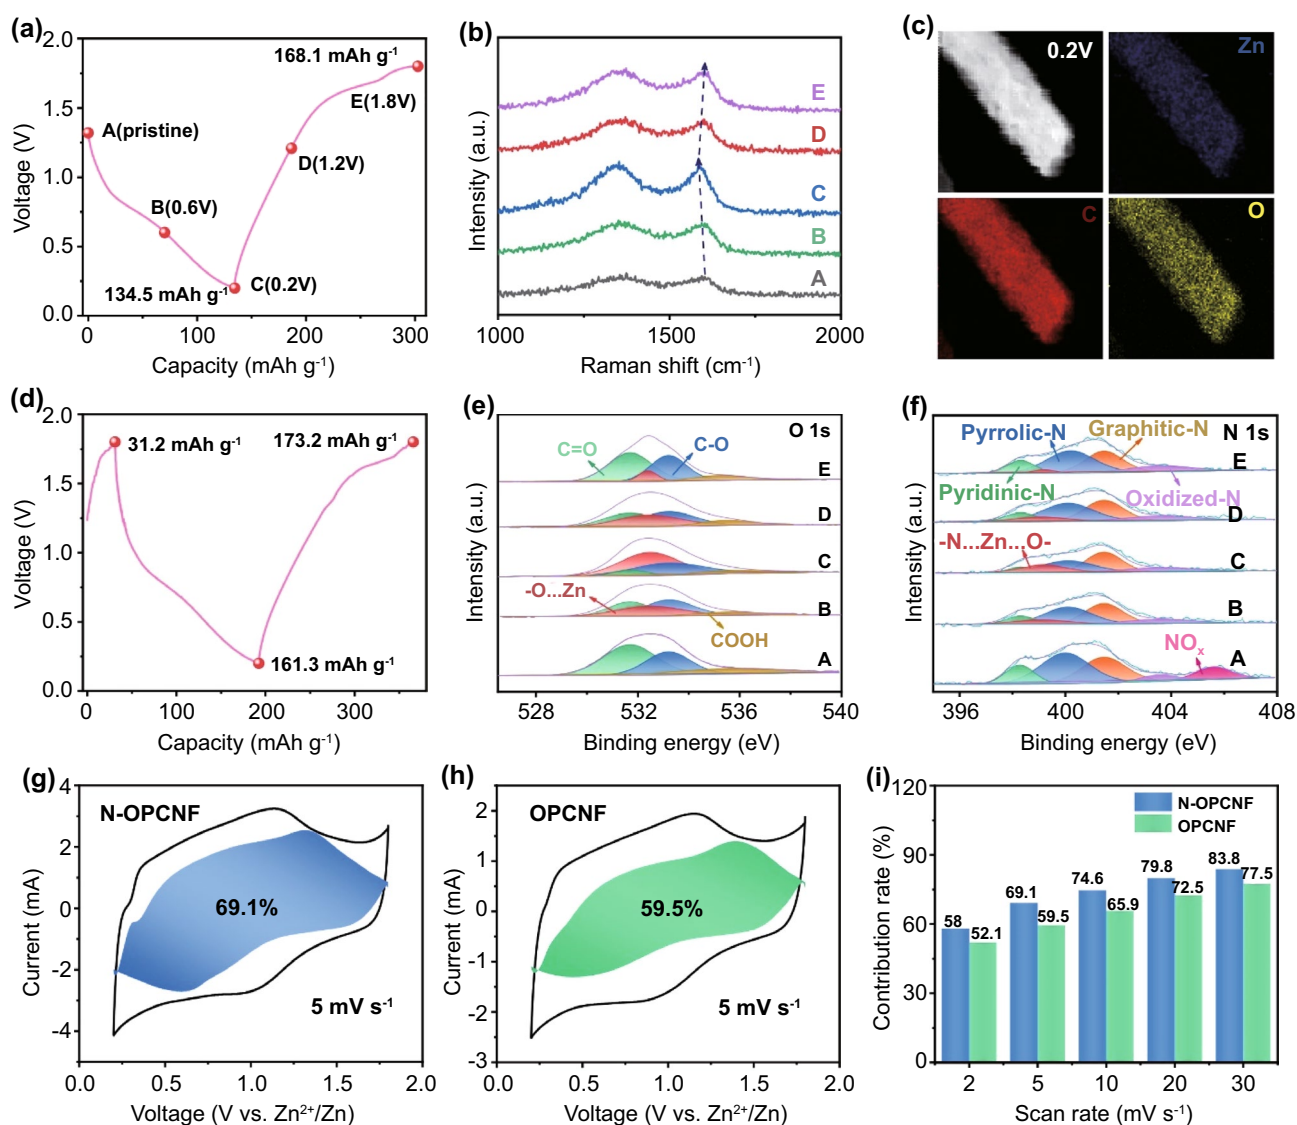 (a)
2.0
1.5
1.0
0.5
0.0
Voltage (V)
168.1 mAh g⁻¹
E(1.8V)
A(pristine)
D(1.2V)
B(0.6V)
C(0.2V)
134.5 mAh g⁻¹
0 100 200 300
Capacity (mAh g⁻¹)
(b)
Intensity (a.u.)
E
D
C
B
A
1000 1500 2000
Raman shift (cm⁻¹)
(c)
0.2V
Zn
C
O
(d)
2.0
1.5
1.0
0.5
0.0
Voltage (V)
31.2 mAh g⁻¹
173.2 mAh g⁻¹
161.3 mAh g⁻¹
0 100 200 300
Capacity (mAh g⁻¹)
(e)
O 1s
Intensity (a.u.)
C=O
C-O
E
D
C
-O...Zn
B
COOH
A
528 532 536 540
Binding energy (eV)
(f)
N 1s
Intensity (a.u.)
Pyrrolic-N
Graphitic-N
E
Pyridinic-N
Oxidized-N
D
-N...Zn...O-
C
B
NOₓ
A
396 400 404 408
Binding energy (eV)
(g)
4
2
0
-2
-4
Current (mA)
N-OPCNF
69.1%
5 mV s⁻¹
0.0 0.5 1.0 1.5 2.0
Voltage (V vs. Zn²⁺/Zn)
(h)
2
1
0
-1
-2
-3
Current (mA)
OPCNF
59.5%
5 mV s⁻¹
0.0 0.5 1.0 1.5 2.0
Voltage (V vs. Zn²⁺/Zn)
(i)
120
90
60
30
0
Contribution rate (%)
N-OPCNF
OPCNF
58 52.1
69.1 59.5
74.6 65.9
79.8 72.5
83.8 77.5
2 5 10 20 30
Scan rate (mV s⁻¹)